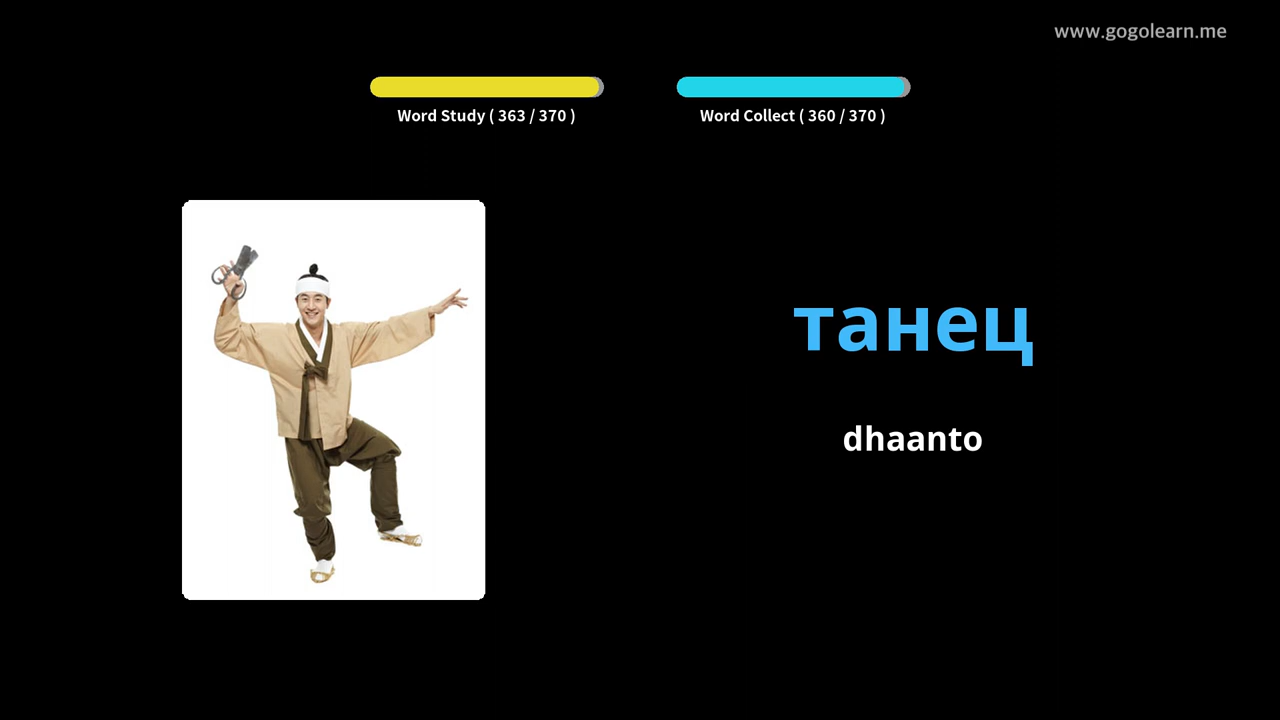 www.gogolearn.me
Word Study ( 363 / 370 )
Word Collect ( 360 / 370 )
танец
dhaanto